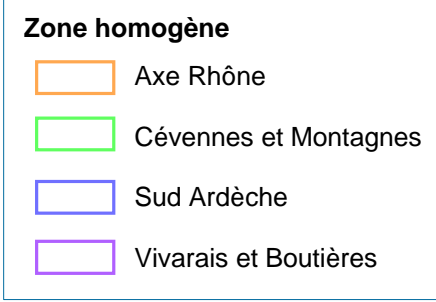 Zone homogène
Axe Rhône
Cévennes et Montagnes
Sud Ardèche
Vivarais et Boutières